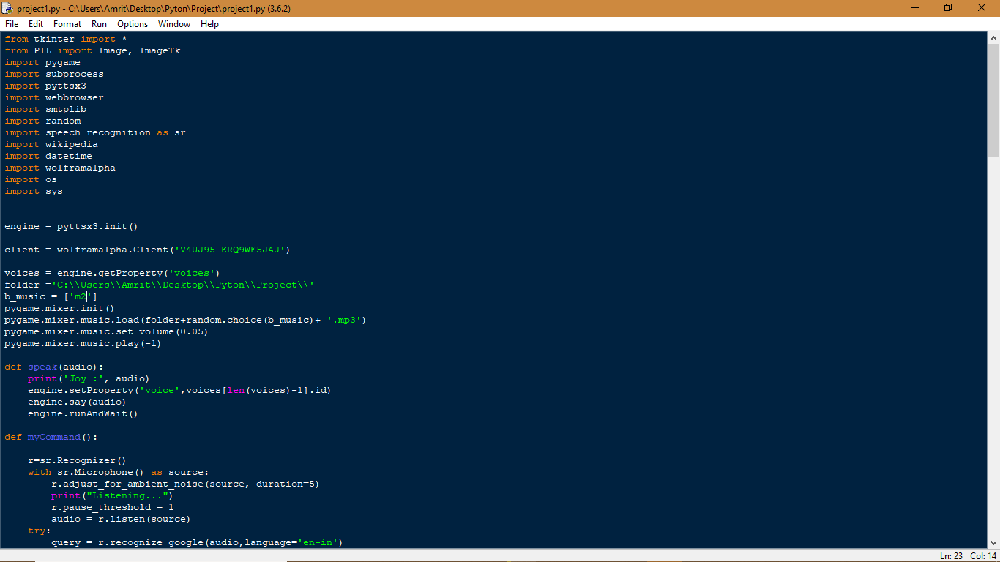 project1.py - C:\Users\Amrit\Desktop\Pyton\Project\project1.py (3.6.2)
File Edit Format Run Options Window Help
from tkinter import *
from PIL import Image, ImageTk
import pygame
import subprocess
import pyttsx3
import webbrowser
import smtplib
import random
import speech_recognition as sr
import wikipedia
import datetime
import wolframalpha
import os
import sys
engine = pyttsx3.init()
client = wolframalpha.Client('V4UJ95-ERQ9WE5JAJ')
voices = engine.getProperty('voices')
folder ='C:\\Users\\Amrit\\Desktop\\Pyton\\Project\\'
b_music = ['m2']
pygame.mixer.init()
pygame.mixer.music.load(folder+random.choice(b_music)+ '.mp3')
pygame.mixer.music.set_volume(0.05)
pygame.mixer.music.play(-1)
def speak(audio):
    print('Joy :', audio)
    engine.setProperty('voice',voices[len(voices)-1].id)
    engine.say(audio)
    engine.runAndWait()
def myCommand():
    r=sr.Recognizer()
    with sr.Microphone() as source:
        r.adjust_for_ambient_noise(source, duration=5)
        print("Listening...")
        r.pause_threshold = 1
        audio = r.listen(source)
    try:
        query = r.recognize_google(audio,language='en-in')
Ln: 23 Col: 14